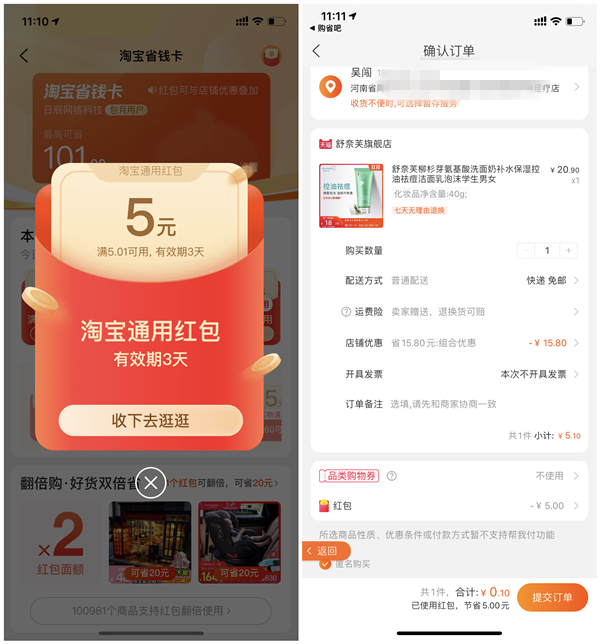 11:10
淘宝省钱卡
淘宝省钱卡
红包可与店铺优惠叠加
日辰网络科技 包月用户
最高可省
101.00
淘宝通用红包
5元
满5.01可用, 有效期3天
淘宝通用红包
有效期3天
收下去逛逛
翻倍购·好货双倍省
个红包可翻倍，可省20元
×2
红包面额
可省20元
可省20元
100981个商品支持红包翻倍使用
11:11
购省吧
确认订单
吴闯
河南省周
足疗店
收货不便时,可选择暂存服务
天猫 舒奈芙旗舰店
舒奈芙柳杉芽氨基酸洗面奶补水保湿控
油祛痘洁面乳泡沫学生男女
¥ 20.90
x1
控油祛痘
化妆品净含量:40g;
七天无理由退换
购买数量
- 1 +
配送方式 普通配送 快递 免邮
运费险 卖家赠送，退换货可赔
店铺优惠 省15.80元:组合优惠 -¥ 15.80
开具发票 本次不开具发票
订单备注 选填,请先和商家协商一致
共1件 小计: ¥ 5.10
品类购物券 不使用
红包 -¥ 5.00
所选商品性质、优惠条件或付款方式暂不支持帮我付功能
返回
匿名购买
共1件, 合计: ¥ 0.10
已使用红包，节省5.00元
提交订单